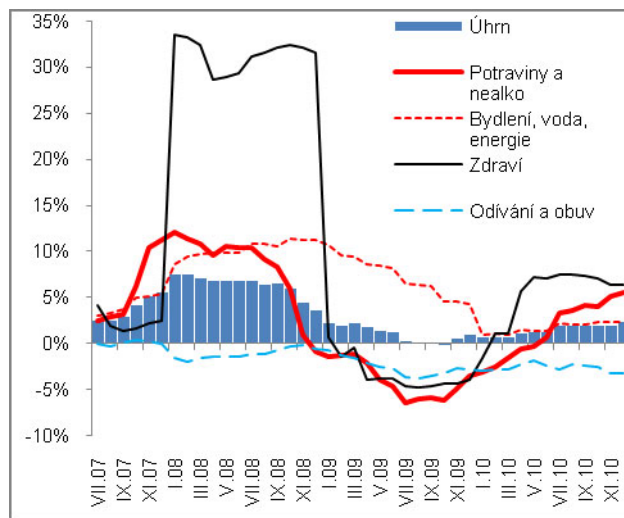 35%
30%
25%
20%
15%
10%
5%
0%
-5%
-10%
Úhrn
Potraviny a
nealko
Bydlení, voda,
energie
Zdraví
Odívání a obuv
VII.07
IX.07
XI.07
I.08
III.08
V.08
VII.08
IX.08
XI.08
I.09
III.09
V.09
VII.09
IX.09
XI.09
I.10
III.10
V.10
VII.10
IX.10
XI.10